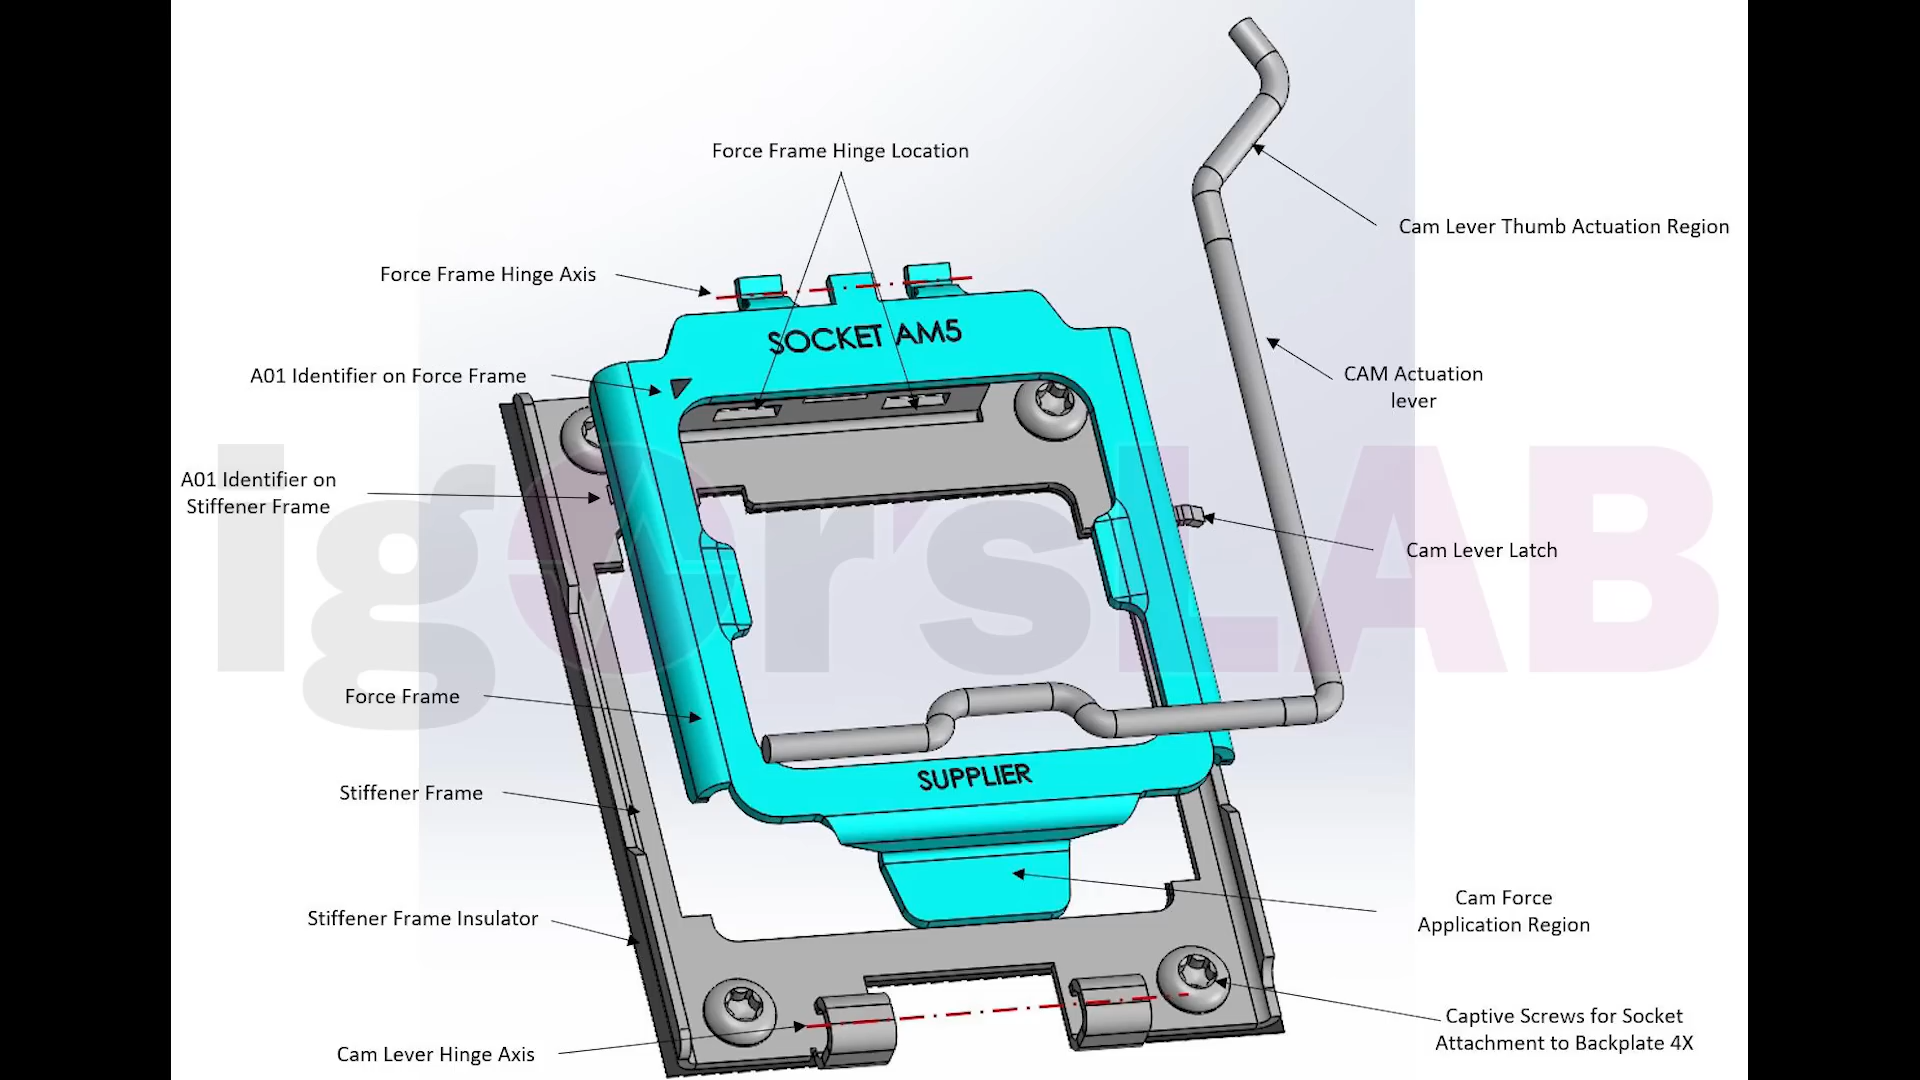 Force Frame Hinge Location
Cam Lever Thumb Actuation Region
Force Frame Hinge Axis
SOCKET AM5
A01 Identifier on Force Frame
CAM Actuation
lever
A01 Identifier on
Stiffener Frame
igorsLAB
Cam Lever Latch
Force Frame
SUPPLIER
Stiffener Frame
Cam Force
Application Region
Stiffener Frame Insulator
Captive Screws for Socket
Attachment to Backplate 4X
Cam Lever Hinge Axis